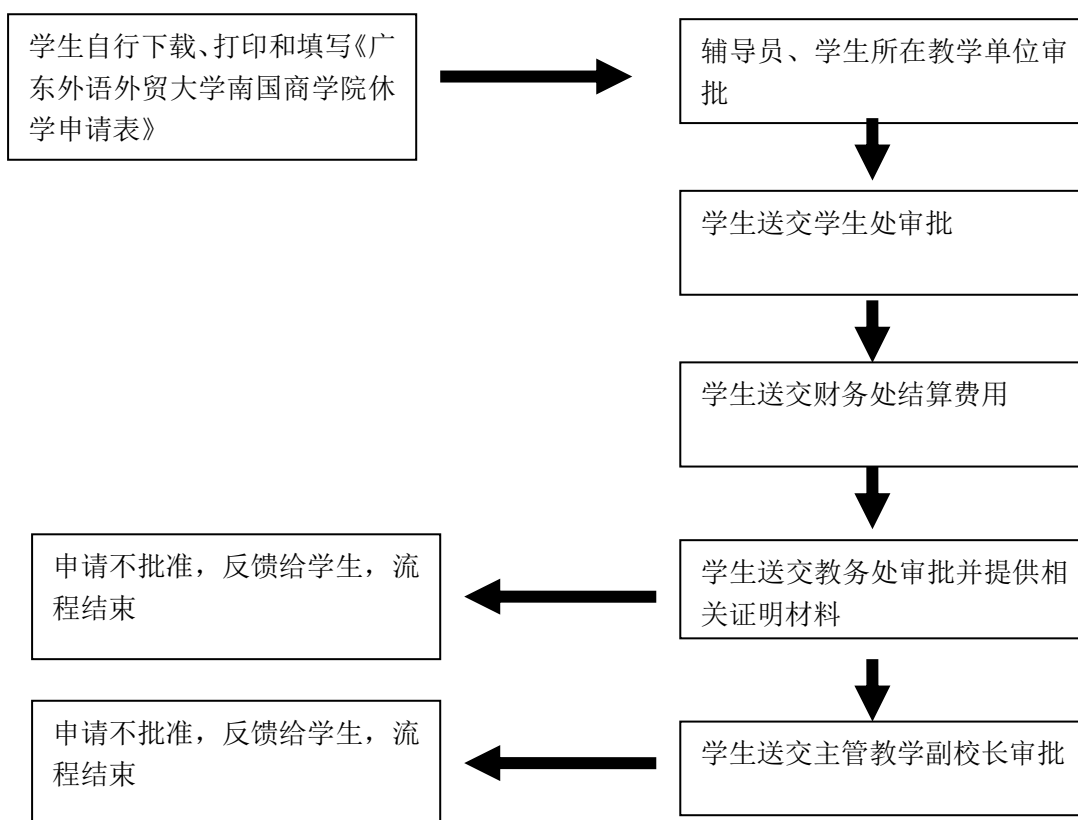 学生自行下载、打印和填写《广
东外语外贸大学南国商学院休
学申请表》
辅导员、学生所在教学单位审
批
学生送交学生处审批
学生送交财务处结算费用
学生送交教务处审批并提供相
关证明材料
申请不批准，反馈给学生，流
程结束
学生送交主管教学副校长审批
申请不批准，反馈给学生，流
程结束